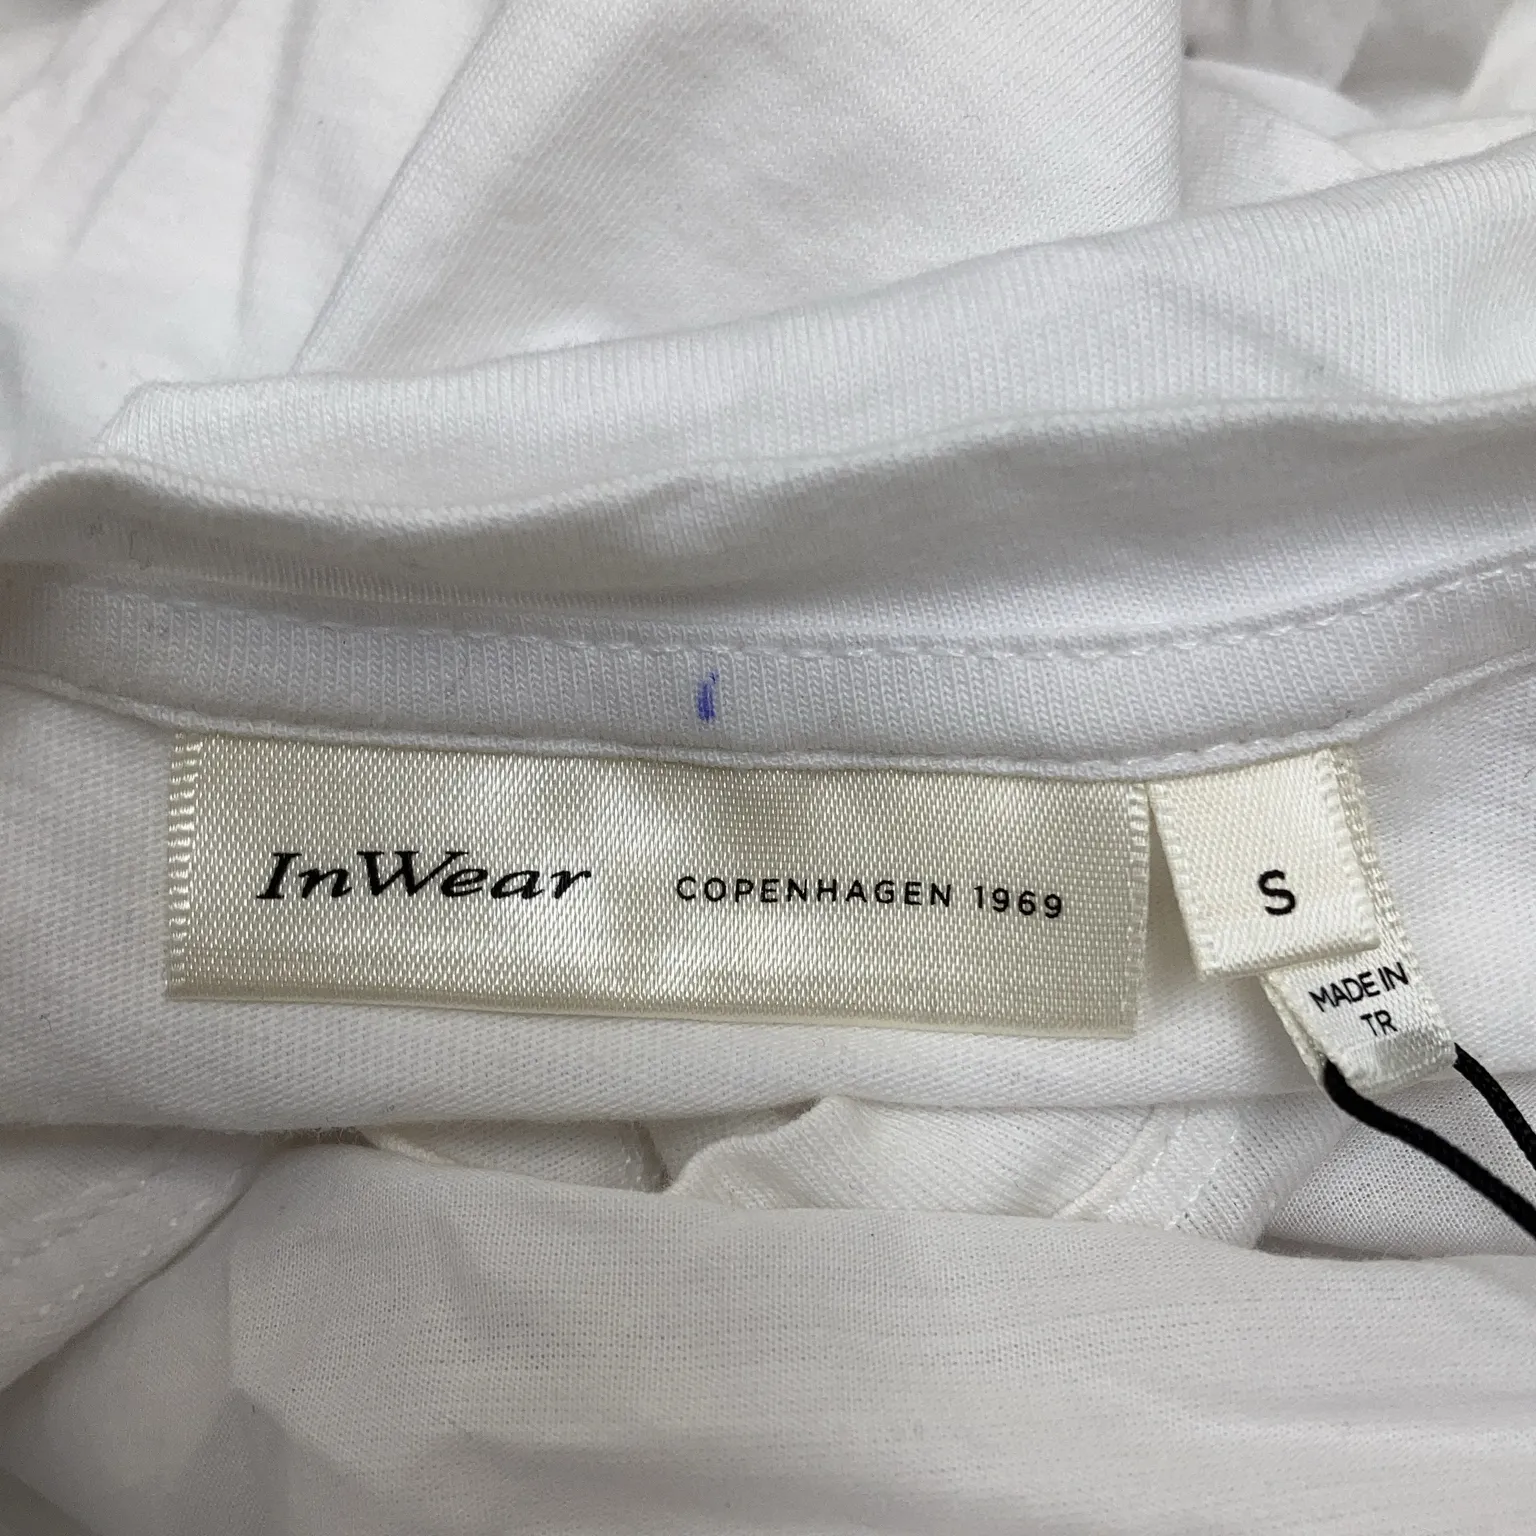 InWear COPENHAGEN 1969
S
MADE IN
TR